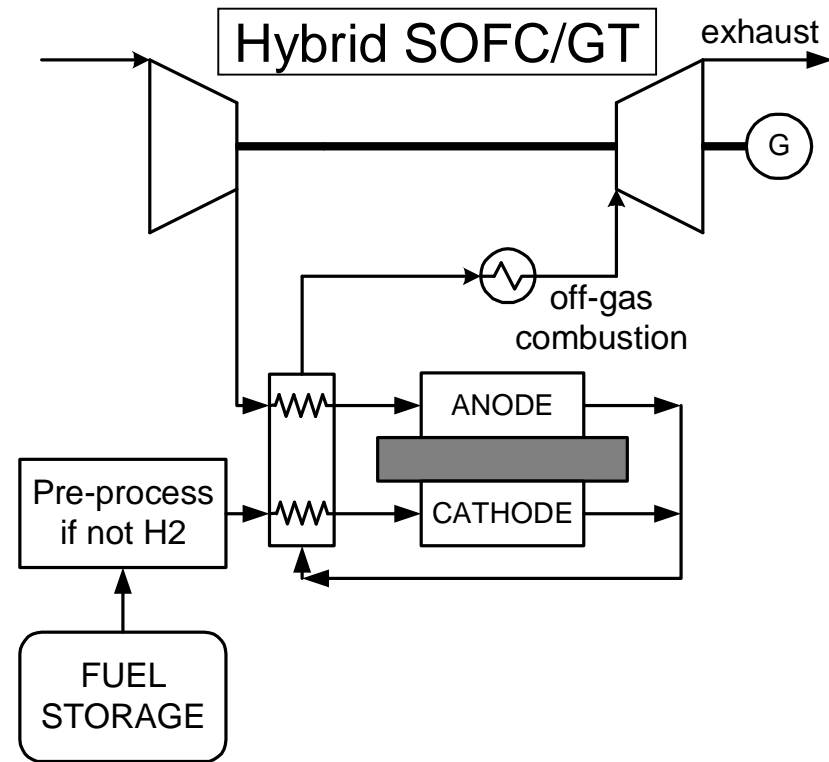 Hybrid SOFC/GT
exhaust
G
off-gas
combustion
ANODE
Pre-process
if not H2
CATHODE
FUEL
STORAGE